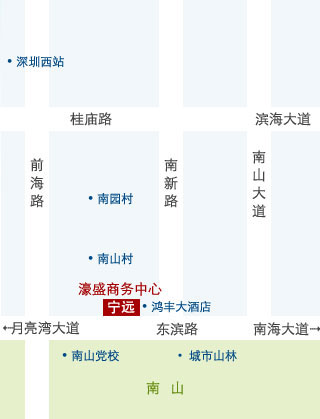 深圳西站
桂庙路
滨海大道
前海路
南新路
南山大道
南园村
南山村
濠盛商务中心
宁远
鸿丰大酒店
←月亮湾大道
东滨路
南海大道→
南山党校
城市山林
南 山